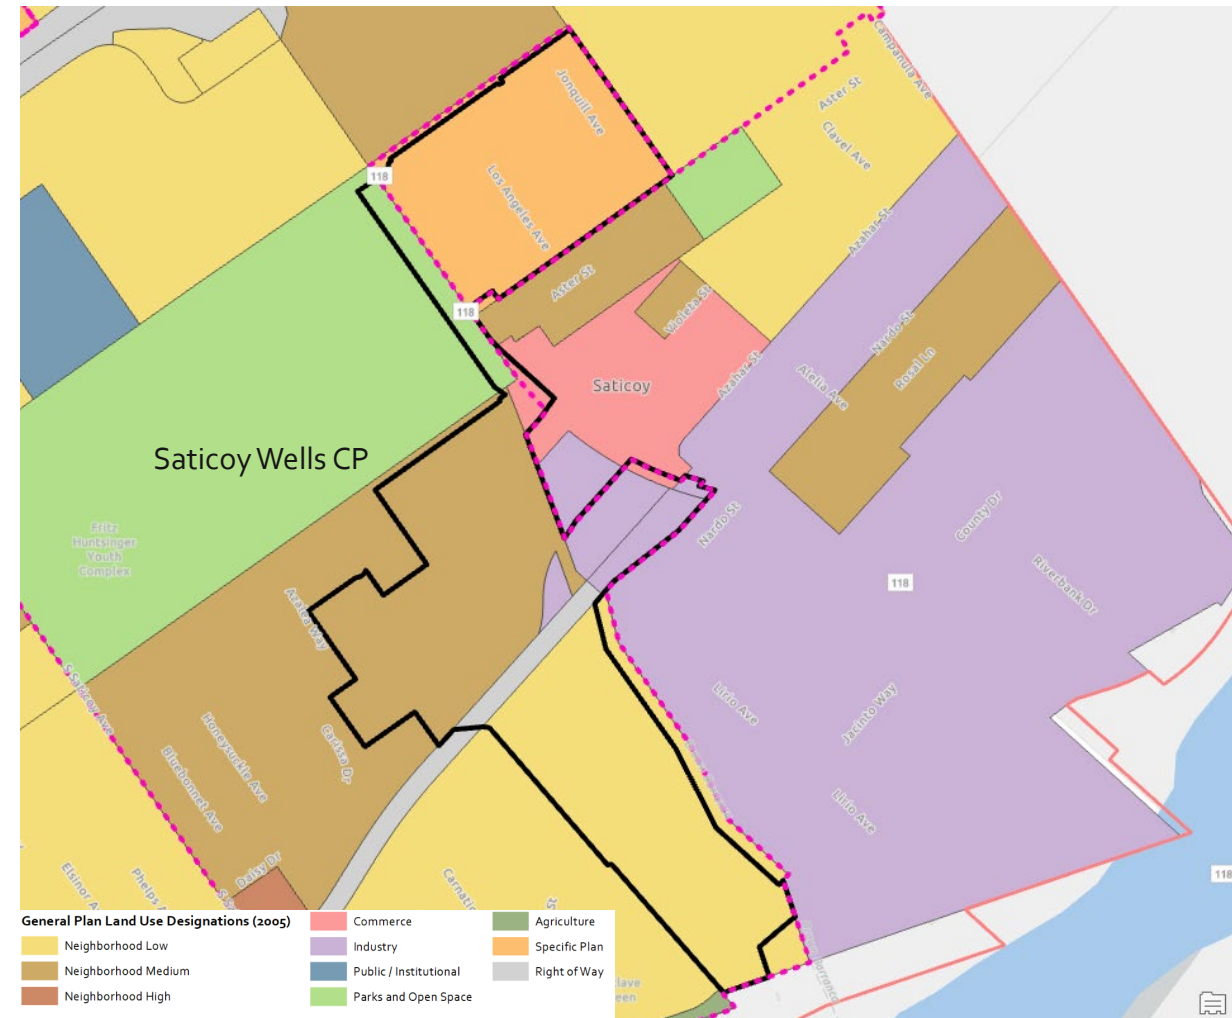 Campanula Ave
Jonquill Ave
Aster St
Clavel Ave
118
Los Angeles Ave
Azahar St
Aster St
118
Violeta St
Nardo St
Rosal Ln
Saticoy
Azahar St
Alella Ave
Saticoy Wells CP
Fritz
Huntsinger
Youth
Complex
Nardo St
County Dr
118
Riverbank Dr
Azalea Way
S Saticoy Ave
Lirio Ave
Jacinto Way
Honeysuckle Ave
Carissa Dr
Bluebonnet Ave
Lirio Ave
Daisy Dr
118
General Plan Land Use Designations (2005)
Neighborhood Low
Neighborhood Medium
Neighborhood High
Commerce
Industry
Public / Institutional
Parks and Open Space
Agriculture
Specific Plan
Right of Way